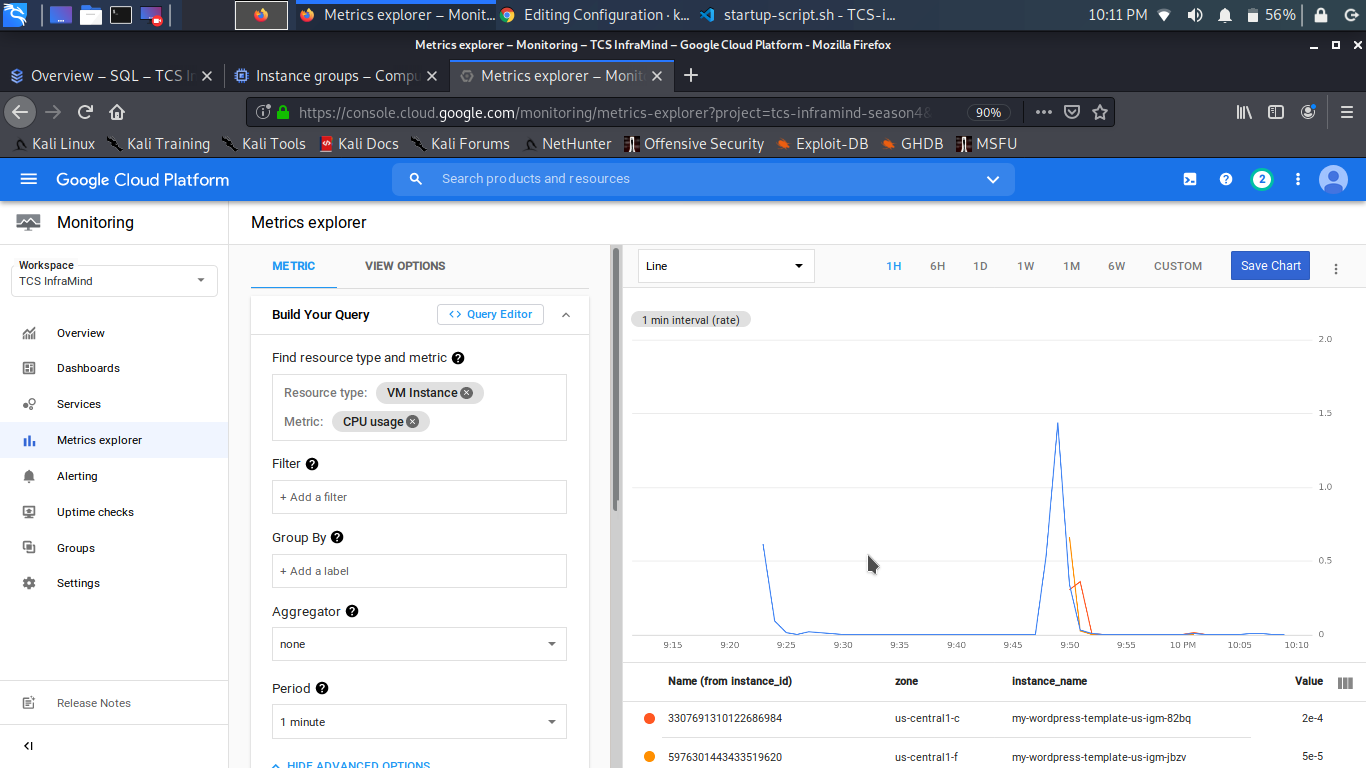 Metrics explorer – Monit...
Editing Configuration · k...
startup-script.sh - TCS-i...
10:11 PM
56%
Metrics explorer – Monitoring – TCS InfraMind – Google Cloud Platform - Mozilla Firefox
Overview – SQL – TCS I
Instance groups – Compu
Metrics explorer – Monit
https://console.cloud.google.com/monitoring/metrics-explorer?project=tcs-inframind-season4&
90%
Kali Linux
Kali Training
Kali Tools
Kali Docs
Kali Forums
NetHunter
Offensive Security
Exploit-DB
GHDB
MSFU
Google Cloud Platform
Search products and resources
2
Monitoring
Metrics explorer
Workspace
TCS InfraMind
Overview
Dashboards
Services
Metrics explorer
Alerting
Uptime checks
Groups
Settings
Release Notes
METRIC
VIEW OPTIONS
Build Your Query
<> Query Editor
Find resource type and metric
Resource type: VM Instance
Metric: CPU usage
Filter
+ Add a filter
Group By
+ Add a label
Aggregator
none
Period
1 minute
HIDE ADVANCED OPTIONS
Line
1H 6H 1D 1W 1M 6W CUSTOM
Save Chart
1 min interval (rate)
2.0
1.5
1.0
0.5
0
9:15 9:20 9:25 9:30 9:35 9:40 9:45 9:50 9:55 10 PM 10:05 10:10
Name (from instance_id) zone instance_name Value
3307691310122686984 us-central1-c my-wordpress-template-us-igm-82bq 2e-4
5976301443433519620 us-central1-f my-wordpress-template-us-igm-jbzv 5e-5